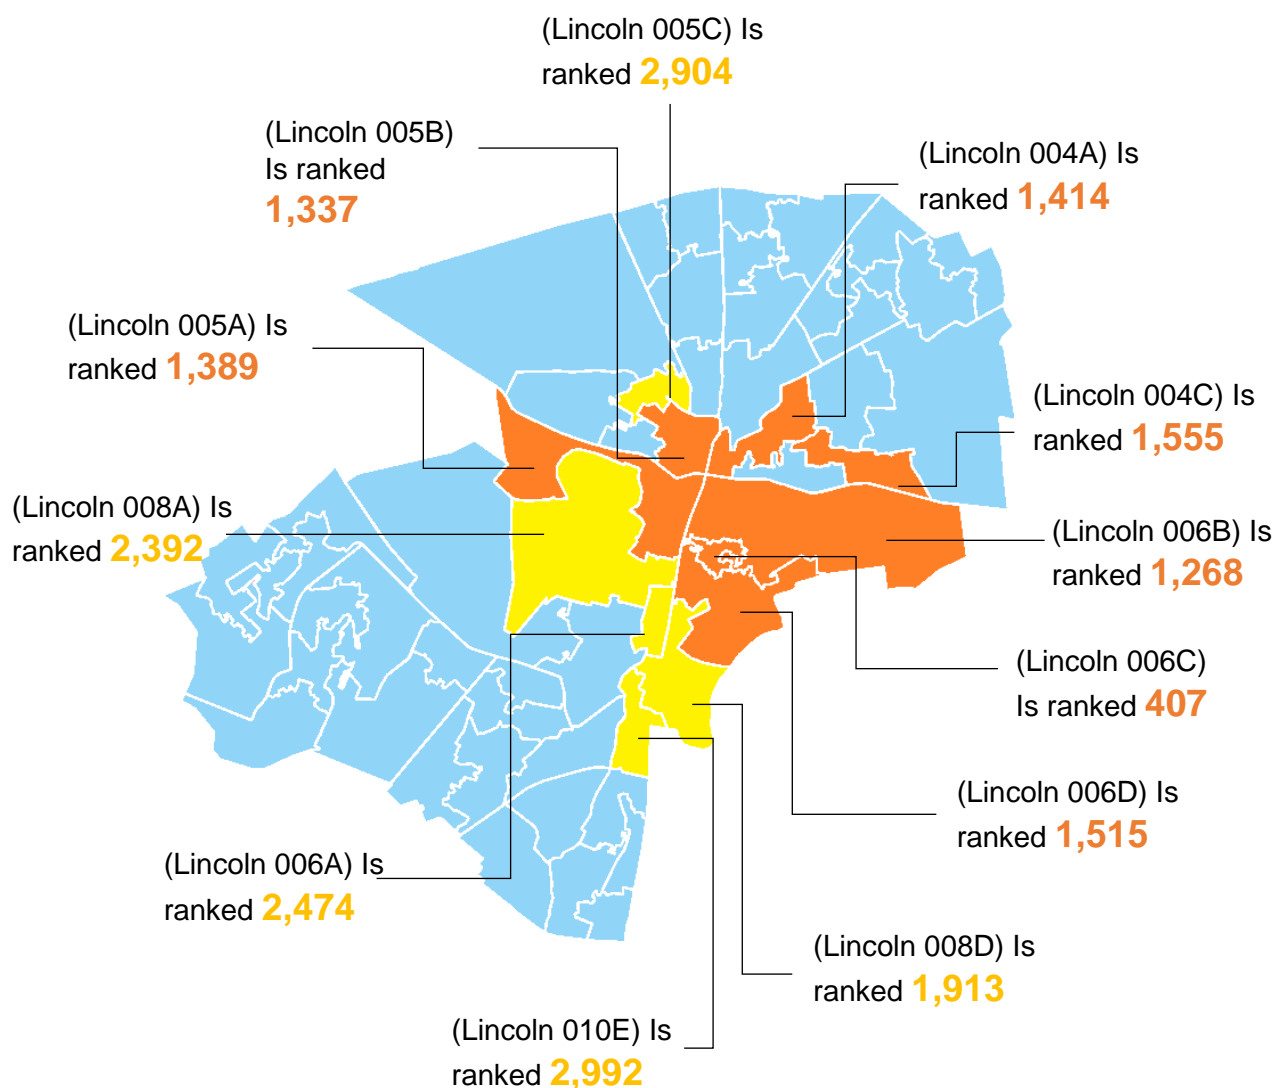 (Lincoln 005C) Is
ranked 2,904
(Lincoln 005B)
Is ranked
1,337
(Lincoln 004A) Is
ranked 1,414
(Lincoln 005A) Is
ranked 1,389
(Lincoln 004C) Is
ranked 1,555
(Lincoln 008A) Is
ranked 2,392
(Lincoln 006B) Is
ranked 1,268
(Lincoln 006C)
Is ranked 407
(Lincoln 006D) Is
ranked 1,515
(Lincoln 006A) Is
ranked 2,474
(Lincoln 008D) Is
ranked 1,913
(Lincoln 010E) Is
ranked 2,992